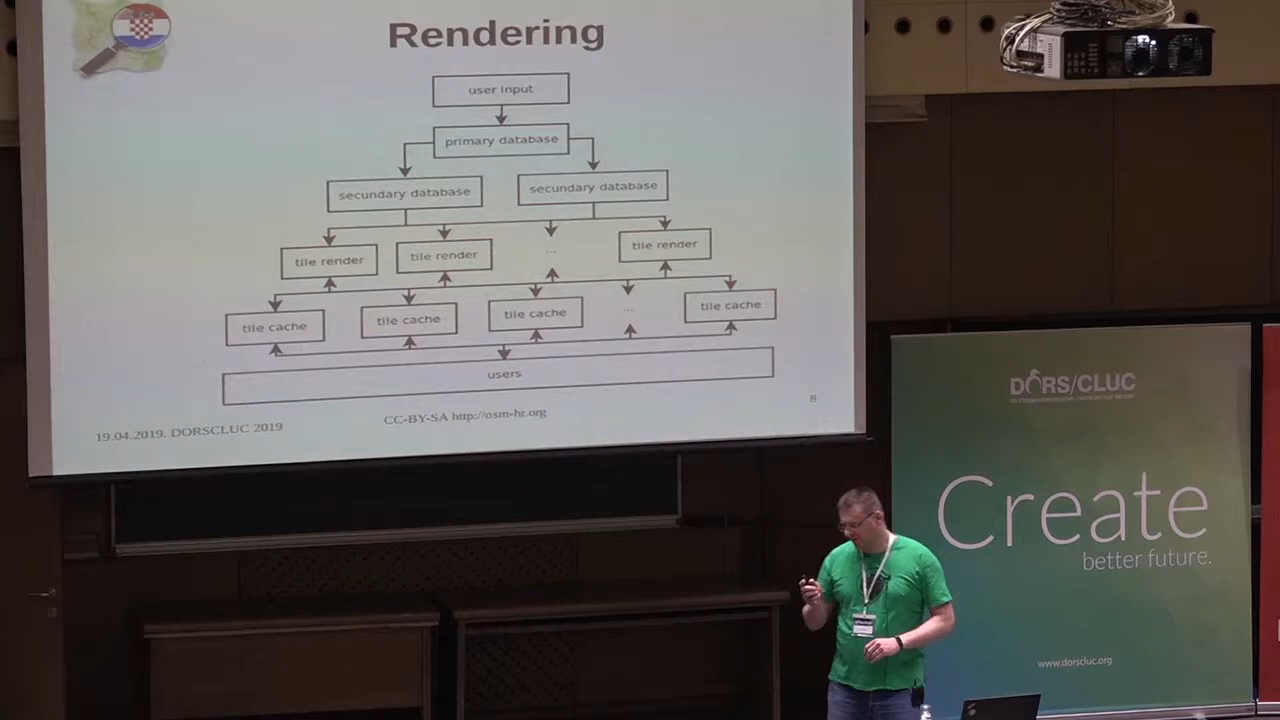 Rendering
user input
primary database
secundary database
secundary database
tile render
tile render
...
tile render
tile cache
tile cache
tile cache
...
tile cache
users
19.04.2019. DORSCLUC 2019
CC-BY-SA http://osm-hr.org
8
DORS/CLUC
Create
better future.
www.dorscluc.org